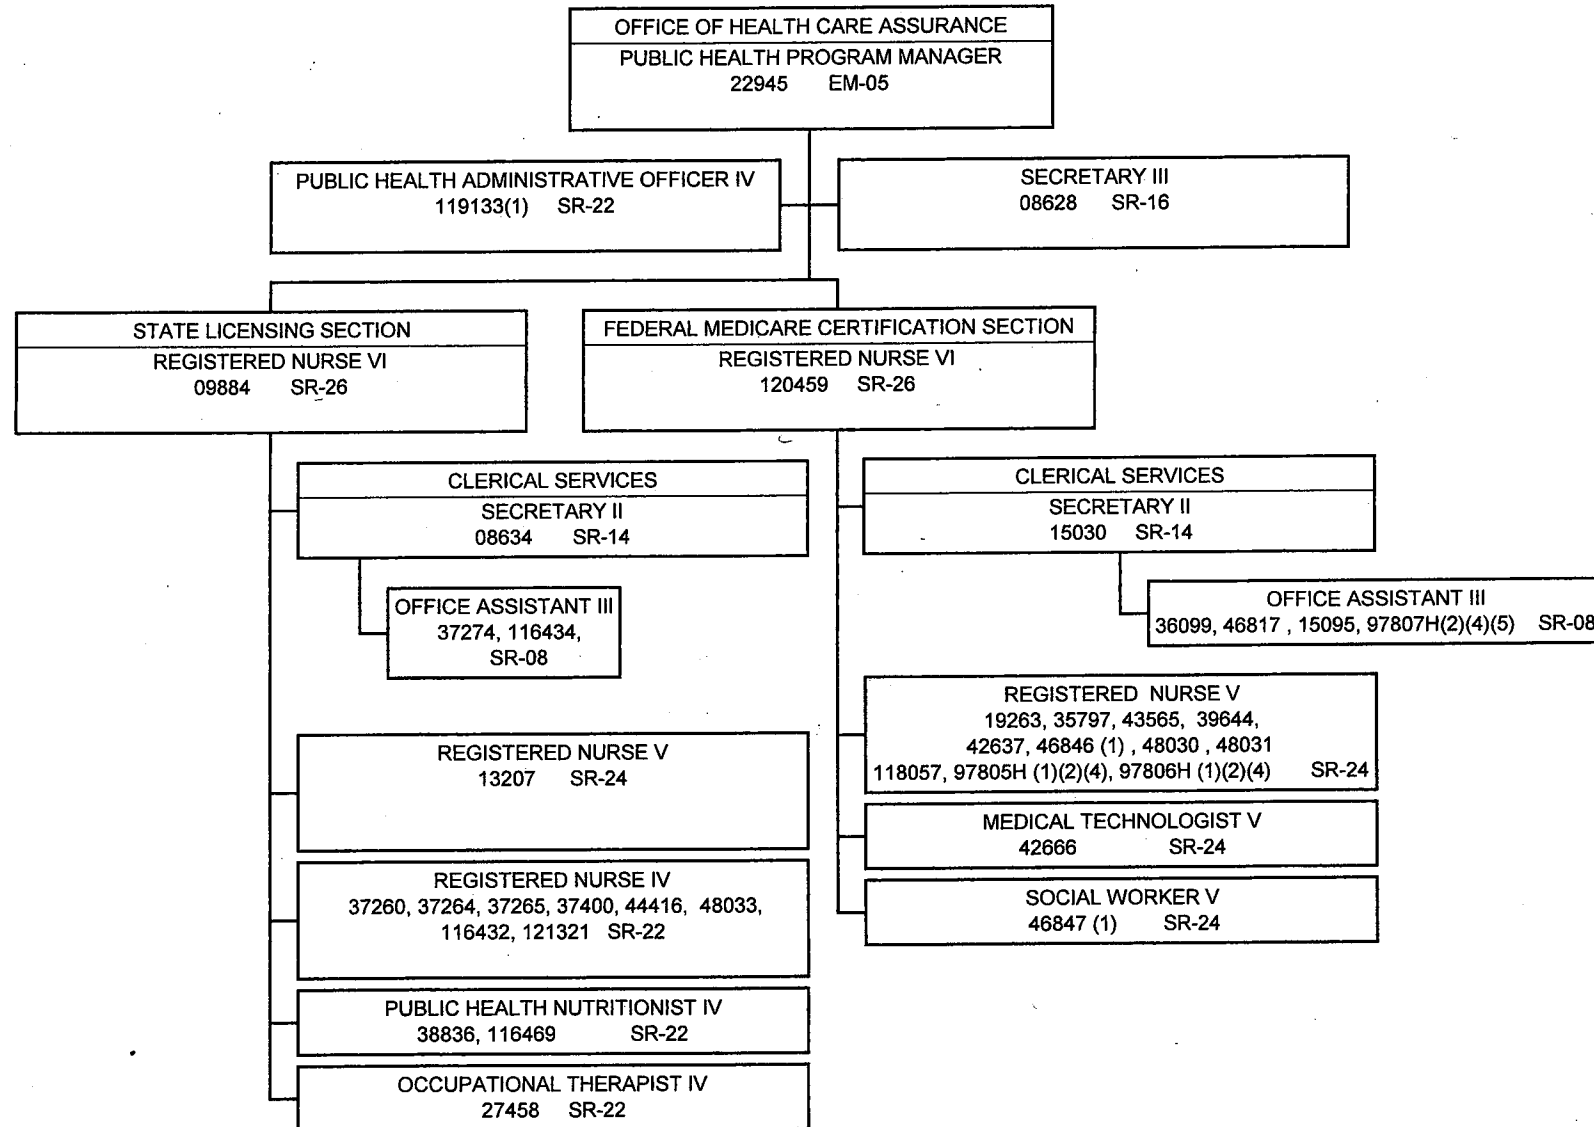 OFFICE OF HEALTH CARE ASSURANCE
PUBLIC HEALTH PROGRAM MANAGER
22945 EM-05
PUBLIC HEALTH ADMINISTRATIVE OFFICER IV
119133(1) SR-22
SECRETARY III
08628 SR-16
STATE LICENSING SECTION
REGISTERED NURSE VI
09884 SR-26
FEDERAL MEDICARE CERTIFICATION SECTION
REGISTERED NURSE VI
120459 SR-26
CLERICAL SERVICES
SECRETARY II
08634 SR-14
OFFICE ASSISTANT III
37274, 116434,
SR-08
REGISTERED NURSE V
13207 SR-24
REGISTERED NURSE IV
37260, 37264, 37265, 37400, 44416, 48033,
116432, 121321 SR-22
PUBLIC HEALTH NUTRITIONIST IV
38836, 116469 SR-22
OCCUPATIONAL THERAPIST IV
27458 SR-22
CLERICAL SERVICES
SECRETARY II
15030 SR-14
OFFICE ASSISTANT III
36099, 46817 , 15095, 97807H(2)(4)(5) SR-08
REGISTERED NURSE V
19263, 35797, 43565, 39644,
42637, 46846 (1) , 48030 , 48031
118057, 97805H (1)(2)(4), 97806H (1)(2)(4) SR-24
MEDICAL TECHNOLOGIST V
42666 SR-24
SOCIAL WORKER V
46847 (1) SR-24